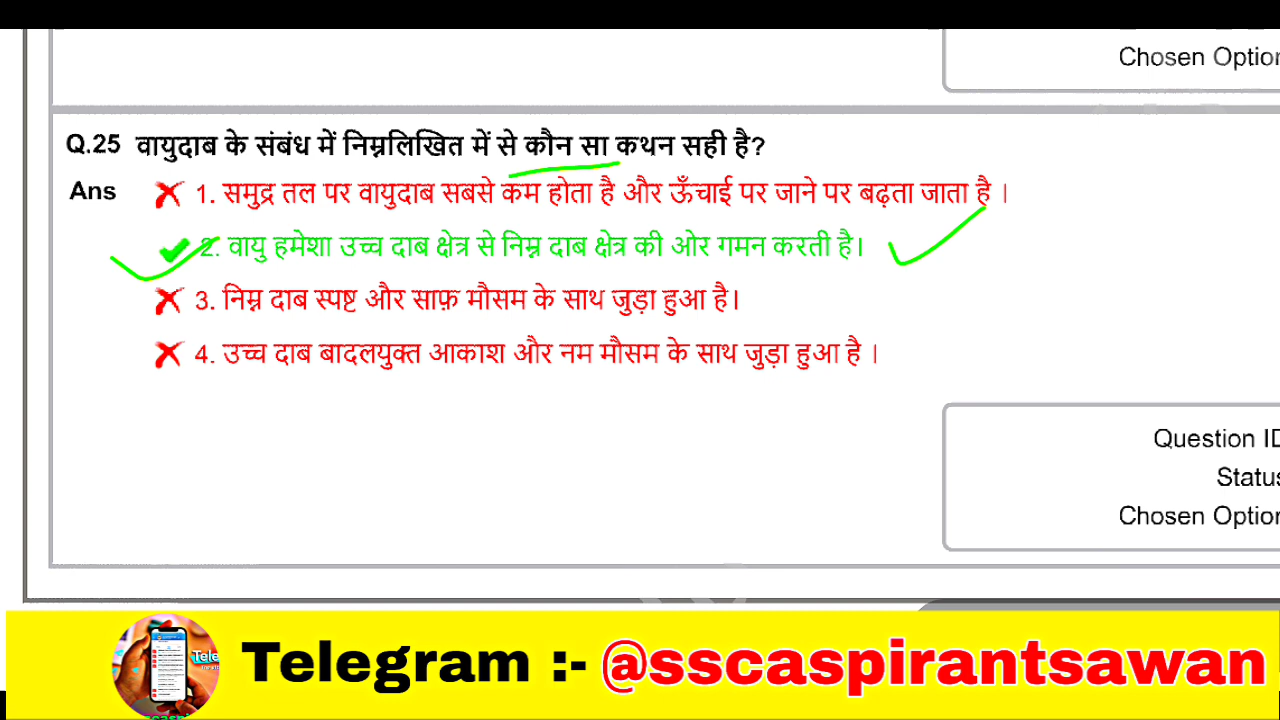 Chosen Option
Q.25 वायुदाब के संबंध में निम्नलिखित में से कौन सा कथन सही है?
Ans 1. समुद्र तल पर वायुदाब सबसे कम होता है और ऊँचाई पर जाने पर बढ़ता जाता है ।
2. वायु हमेशा उच्च दाब क्षेत्र से निम्न दाब क्षेत्र की ओर गमन करती है।
3. निम्न दाब स्पष्ट और साफ़ मौसम के साथ जुड़ा हुआ है।
4. उच्च दाब बादलयुक्त आकाश और नम मौसम के साथ जुड़ा हुआ है ।
Question ID
Status
Chosen Option
Telegram :- @sscaspirantsawan